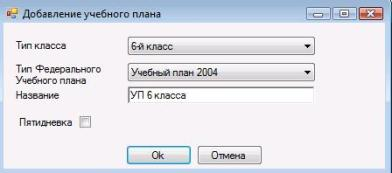 Добавление учебного плана
Тип класса 6-й класс
Тип Федерального Учебного плана Учебный план 2004
Название УП 6 класса
Пятидневка
Ok Отмена